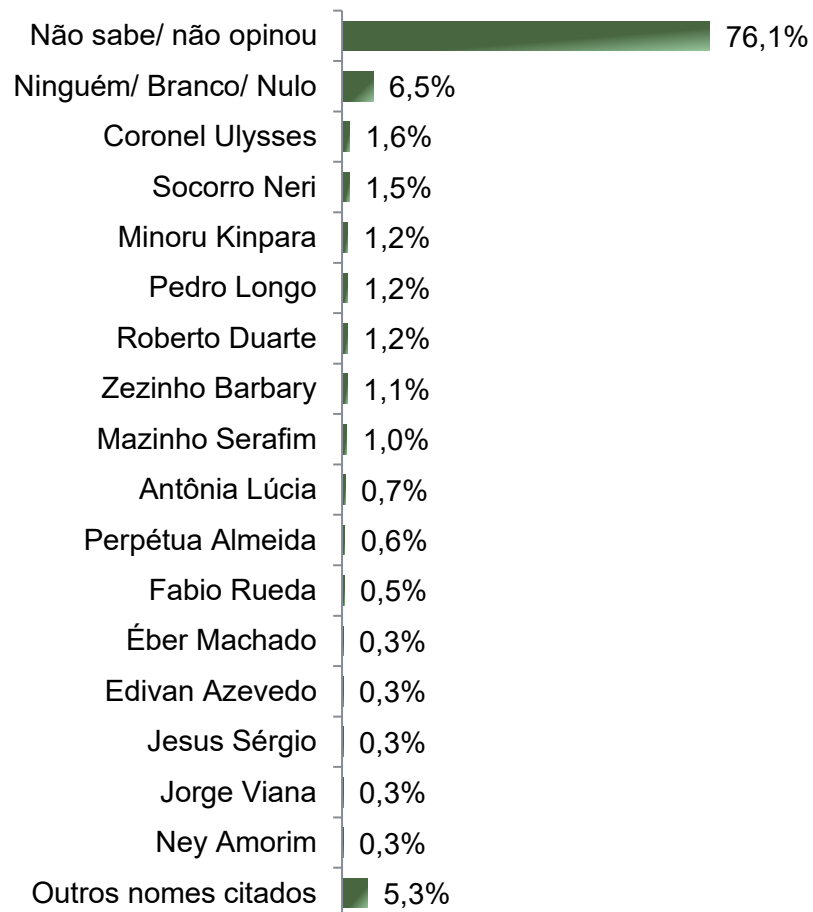 Não sabe/ não opinou 76,1%
Ninguém/ Branco/ Nulo 6,5%
Coronel Ulysses 1,6%
Socorro Neri 1,5%
Minoru Kinpara 1,2%
Pedro Longo 1,2%
Roberto Duarte 1,2%
Zezinho Barbary 1,1%
Mazinho Serafim 1,0%
Antônia Lúcia 0,7%
Perpétua Almeida 0,6%
Fabio Rueda 0,5%
Éber Machado 0,3%
Edivan Azevedo 0,3%
Jesus Sérgio 0,3%
Jorge Viana 0,3%
Ney Amorim 0,3%
Outros nomes citados 5,3%